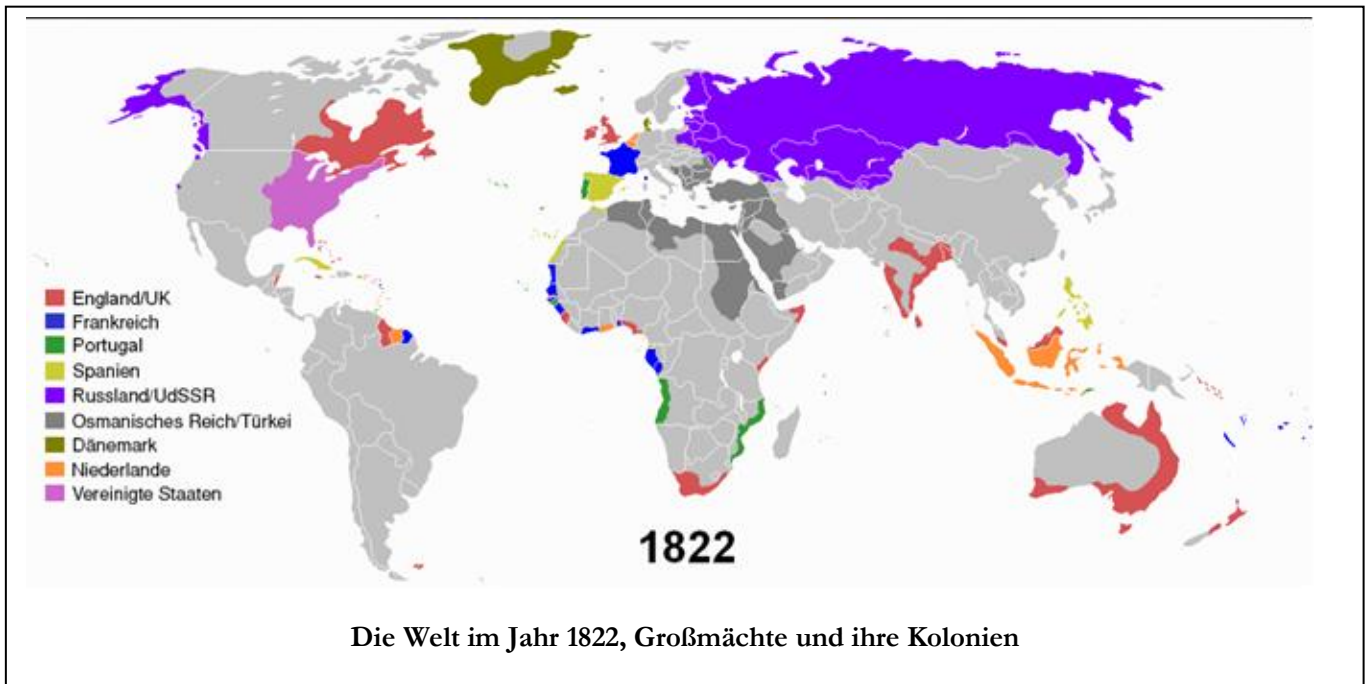 England/UK
Frankreich
Portugal
Spanien
Russland/UdSSR
Osmanisches Reich/Türkei
Dänemark
Niederlande
Vereinigte Staaten
1822
Die Welt im Jahr 1822, Großmächte und ihre Kolonien